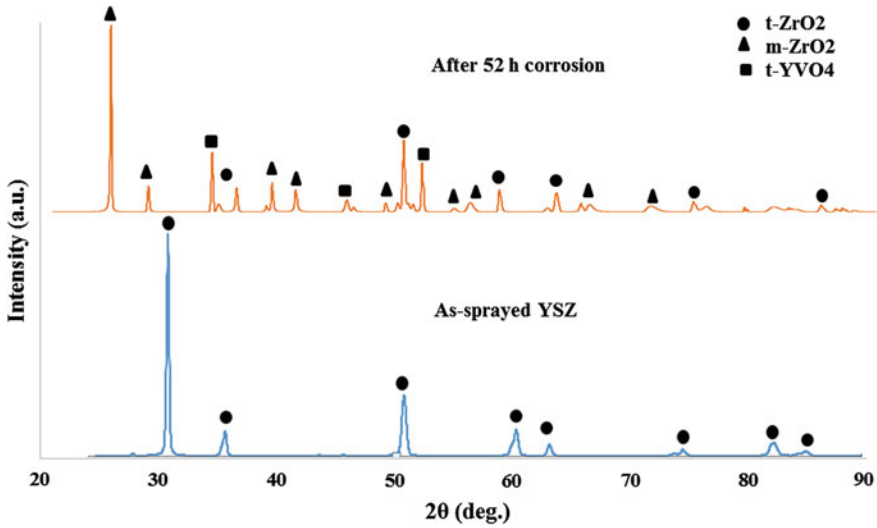 t-ZrO2
m-ZrO2
t-YVO4
After 52 h corrosion
As-sprayed YSZ
Intensity (a.u.)
20 30 40 50 60 70 80 90
2θ (deg.)